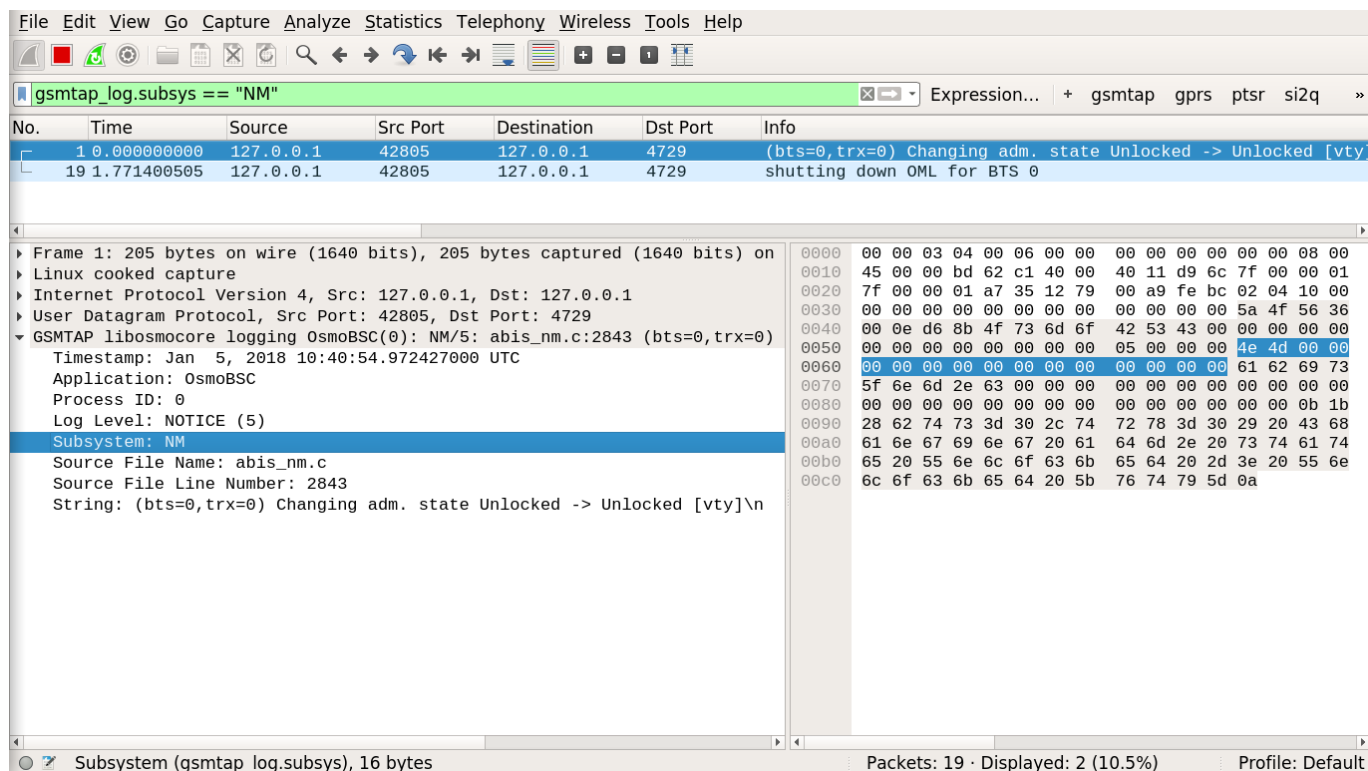 File Edit View Go Capture Analyze Statistics Telephony Wireless Tools Help
gsmtap_log.subsys == "NM" Expression… + gsmtap gprs ptsr si2q »
No. Time Source Src Port Destination Dst Port Info
1 0.000000000 127.0.0.1 42805 127.0.0.1 4729 (bts=0,trx=0) Changing adm. state Unlocked -> Unlocked [vty]
19 1.771400505 127.0.0.1 42805 127.0.0.1 4729 shutting down OML for BTS 0
Frame 1: 205 bytes on wire (1640 bits), 205 bytes captured (1640 bits) on
Linux cooked capture
Internet Protocol Version 4, Src: 127.0.0.1, Dst: 127.0.0.1
User Datagram Protocol, Src Port: 42805, Dst Port: 4729
GSMTAP libosmocore logging OsmoBSC(0): NM/5: abis_nm.c:2843 (bts=0,trx=0)
Timestamp: Jan 5, 2018 10:40:54.972427000 UTC
Application: OsmoBSC
Process ID: 0
Log Level: NOTICE (5)
Subsystem: NM
Source File Name: abis_nm.c
Source File Line Number: 2843
String: (bts=0,trx=0) Changing adm. state Unlocked -> Unlocked [vty]\n
0000 00 00 03 04 00 06 00 00 00 00 00 00 00 00 08 00
0010 45 00 00 bd 62 c1 40 00 40 11 d9 6c 7f 00 00 01
0020 7f 00 00 01 a7 35 12 79 00 a9 fe bc 02 04 10 00
0030 00 00 00 00 00 00 00 00 00 00 00 00 5a 4f 56 36
0040 00 0e d6 8b 4f 73 6d 6f 42 53 43 00 00 00 00 00
0050 00 00 00 00 00 00 00 00 05 00 00 00 4e 4d 00 00
0060 00 00 00 00 00 00 00 00 00 00 00 00 61 62 69 73
0070 5f 6e 6d 2e 63 00 00 00 00 00 00 00 00 00 00 00
0080 00 00 00 00 00 00 00 00 00 00 00 00 00 00 0b 1b
0090 28 62 74 73 3d 30 2c 74 72 78 3d 30 29 20 43 68
00a0 61 6e 67 69 6e 67 20 61 64 6d 2e 20 73 74 61 74
00b0 65 20 55 6e 6c 6f 63 6b 65 64 20 2d 3e 20 55 6e
00c0 6c 6f 63 6b 65 64 20 5b 76 74 79 5d 0a
Subsystem (gsmtap_log.subsys), 16 bytes Packets: 19 · Displayed: 2 (10.5%) Profile: Default